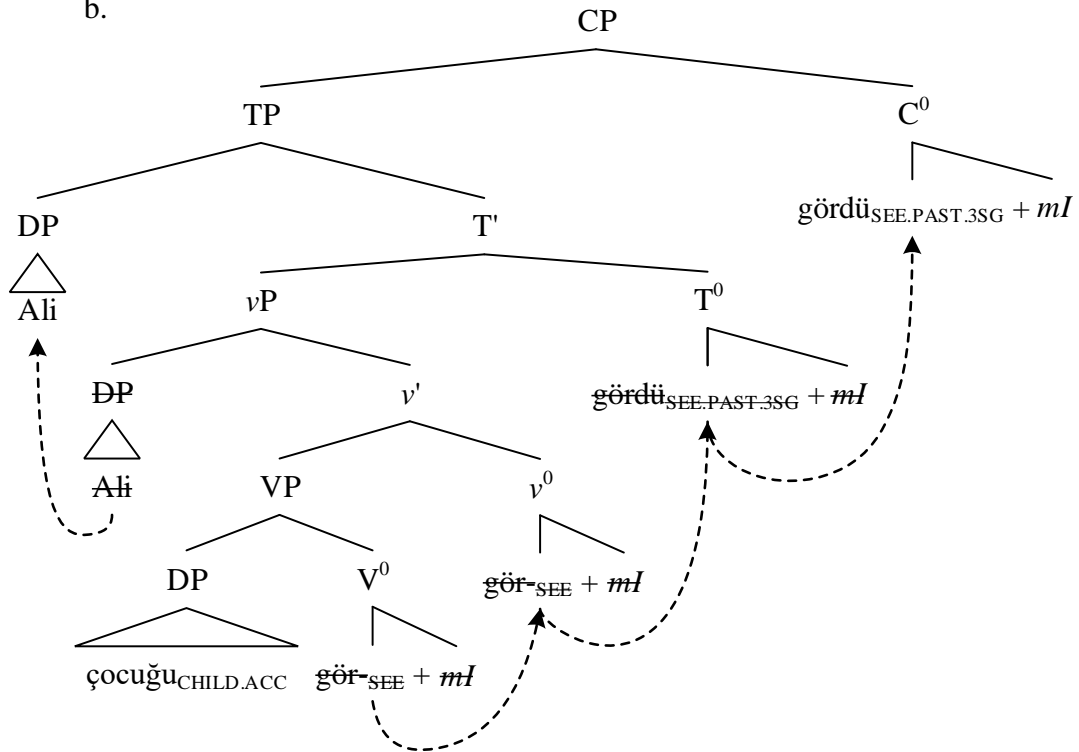 b.
CP
TP C⁰
gördüSEE.PAST.3SG + mI
DP T'
Ali
vP T⁰
DP v'
gördüSEE.PAST.3SG + mI
Ali
VP v⁰
DP V⁰
gör-SEE + mI
çocuğuCHILD.ACC gör-SEE + mI